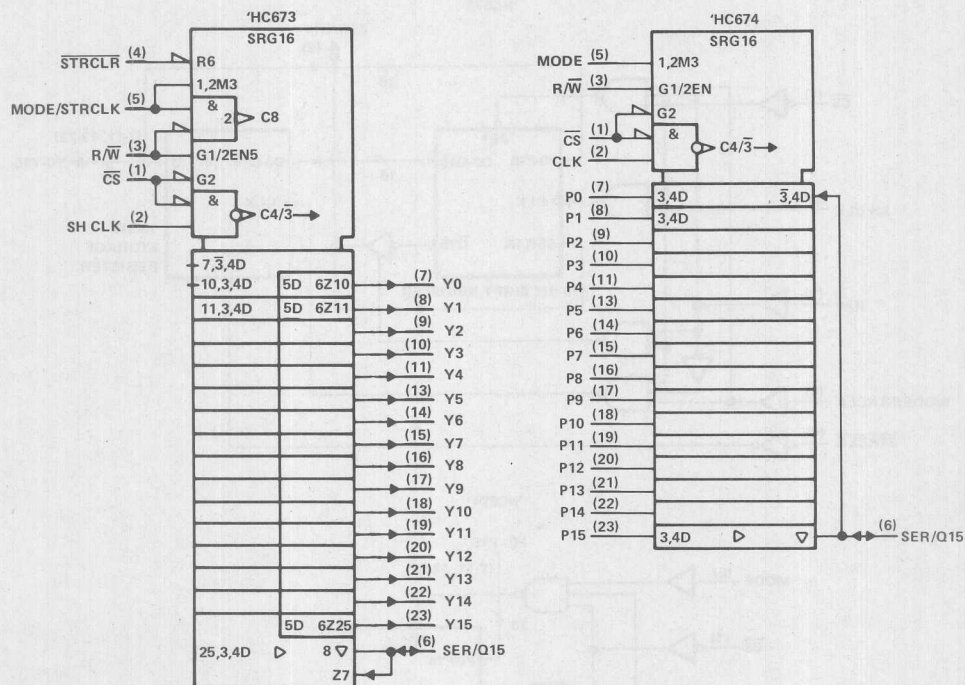 'HC673
SRG16
STRCLR (4) R6
1,2M3
MODE/STRCLK (5) &
2 C8
R/W (3) G1/2EN5
CS (1) G2
&
C4/3
SH CLK (2)
7,3,4D
10,3,4D 5D 6Z10 (7) Y0
11,3,4D 5D 6Z11 (8) Y1
(9) Y2
(10) Y3
(11) Y4
(13) Y5
(14) Y6
(15) Y7
(16) Y8
(17) Y9
(18) Y10
(19) Y11
(20) Y12
(21) Y13
(22) Y14
5D 6Z25 (23) Y15
25,3,4D 8 (6) SER/Q15
Z7
'HC674
SRG16
MODE (5) 1,2M3
R/W (3) G1/2EN
G2
CS (1) &
C4/3
CLK (2)
P0 (7) 3,4D 3,4D
P1 (8) 3,4D
P2 (9)
P3 (10)
P4 (11)
P5 (13)
P6 (14)
P7 (15)
P8 (16)
P9 (17)
P10 (18)
P11 (19)
P12 (20)
P13 (21)
P14 (22)
P15 (23) 3,4D (6) SER/Q15